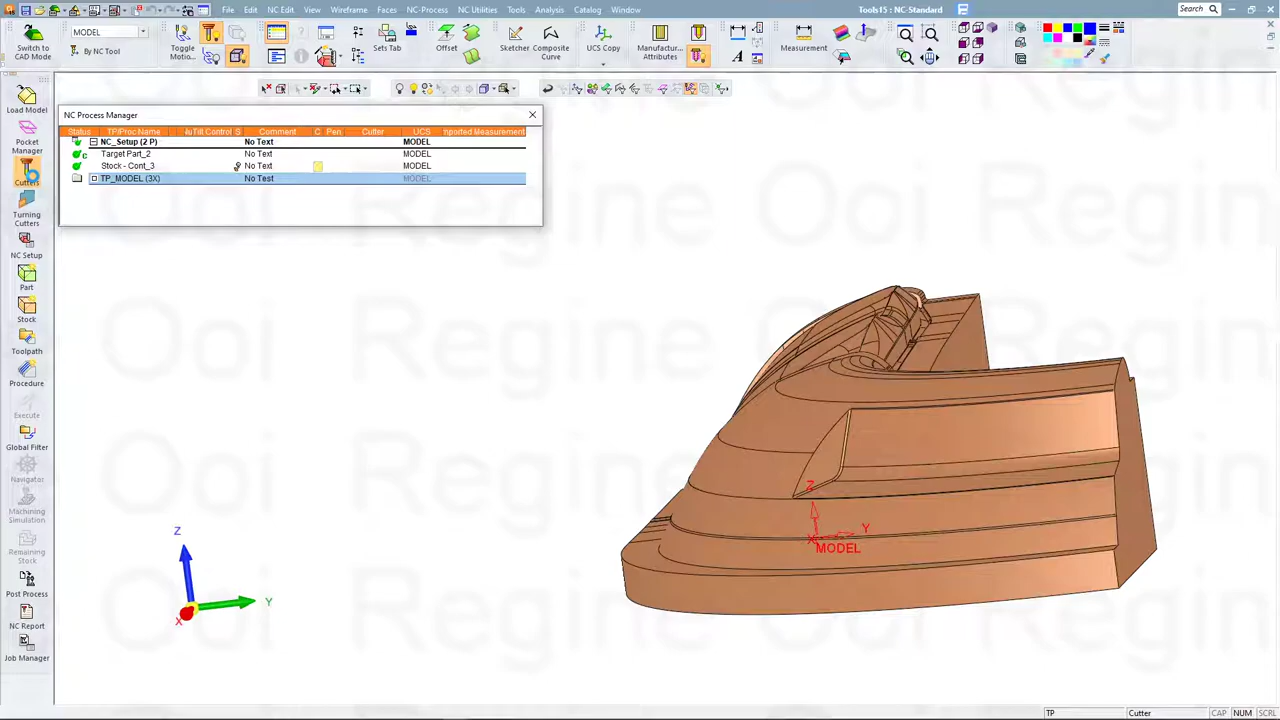 File Edit View NC Edit Wireframe Faces NC-Process NC Utilities Tools Analysis Catalog Window
Tools15 : NC-Standard
Search
Switch to CAD Mode
MODEL
By NC Tool
Toggle Motio...
Sets Tab
Offset
Sketcher
Composite Curve
UCS Copy
Manufactur... Attributes
Measurement
Load Model
Pocket Manager
Cutters
Turning Cutters
NC Setup
Part
Stock
Toolpath
Procedure
Execute
Global Filter
Navigator
Machining Simulation
Remaining Stock
Post Process
NC Report
Job Manager
NC Process Manager
Status TP/Proc Name S Comment C Pen Cutter UCS Imported Measurement
NC_Setup (2 P) No Text MODEL
Target Part_2 No Text MODEL
Stock - Cont_3 No Text MODEL
TP_MODEL (3X) No Text MODEL
Ooi Regine
Z
Y
X
MODEL
Z
Y
X
TP
Cutter
CAP NUM SCRL